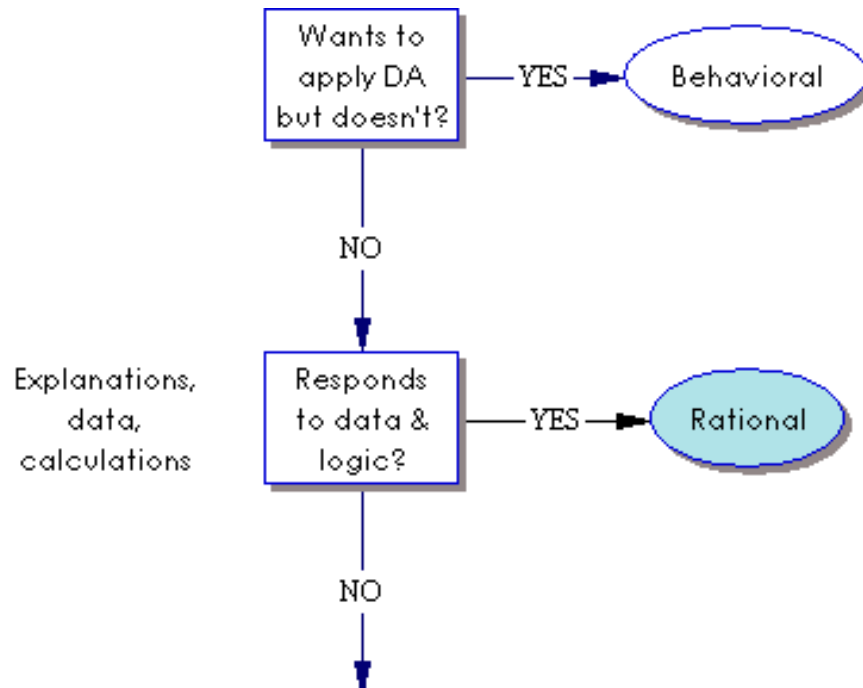 Wants to
apply DA
but doesn't?
YES
Behavioral
NO
Explanations,
data,
calculations
Responds
to data &
logic?
YES
Rational
NO